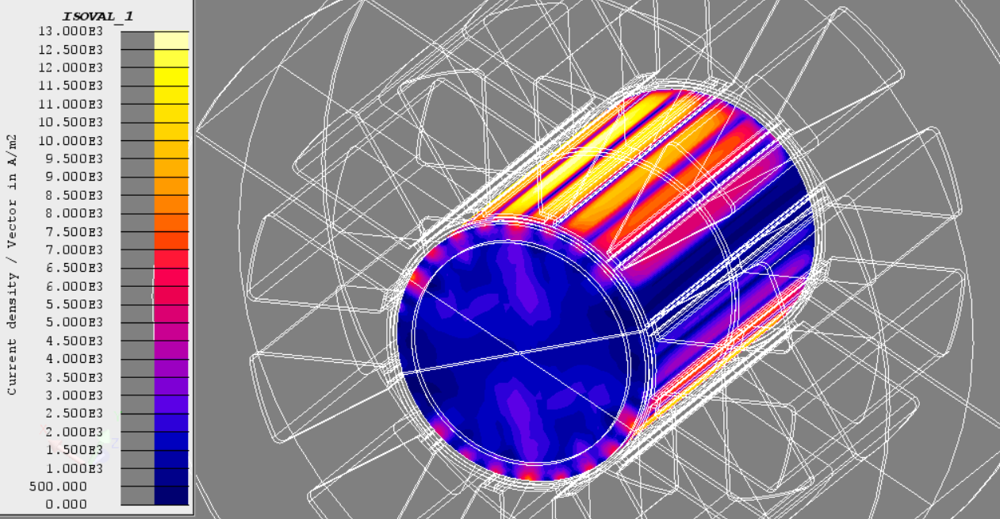 ISOVAL_1
13.000E3
12.500E3
12.000E3
11.500E3
11.000E3
10.500E3
10.000E3
9.500E3
9.000E3
8.500E3
8.000E3
7.500E3
7.000E3
6.500E3
6.000E3
5.500E3
5.000E3
4.500E3
4.000E3
3.500E3
3.000E3
2.500E3
2.000E3
1.500E3
1.000E3
500.000
0.000
Current density / Vector in A/m2